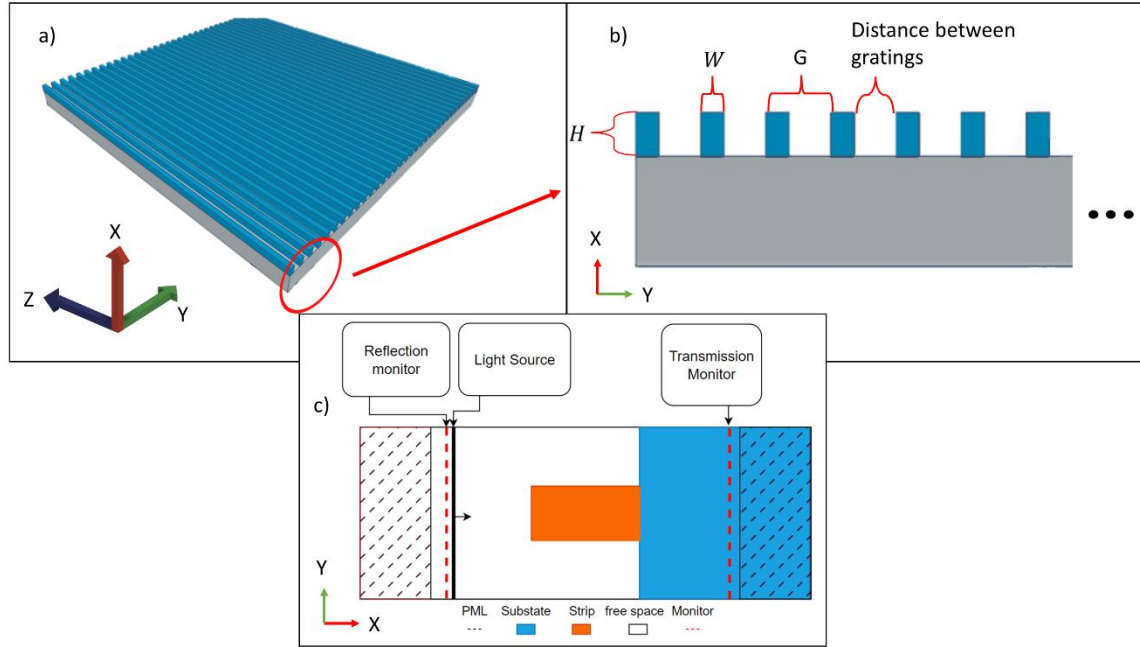 a)
Z
X
Y
b)
H
W
G
Distance between
gratings
X
Y
...
c)
Reflection
monitor
Light Source
Transmission
Monitor
Y
X
PML
Substate
Strip
free space
Monitor